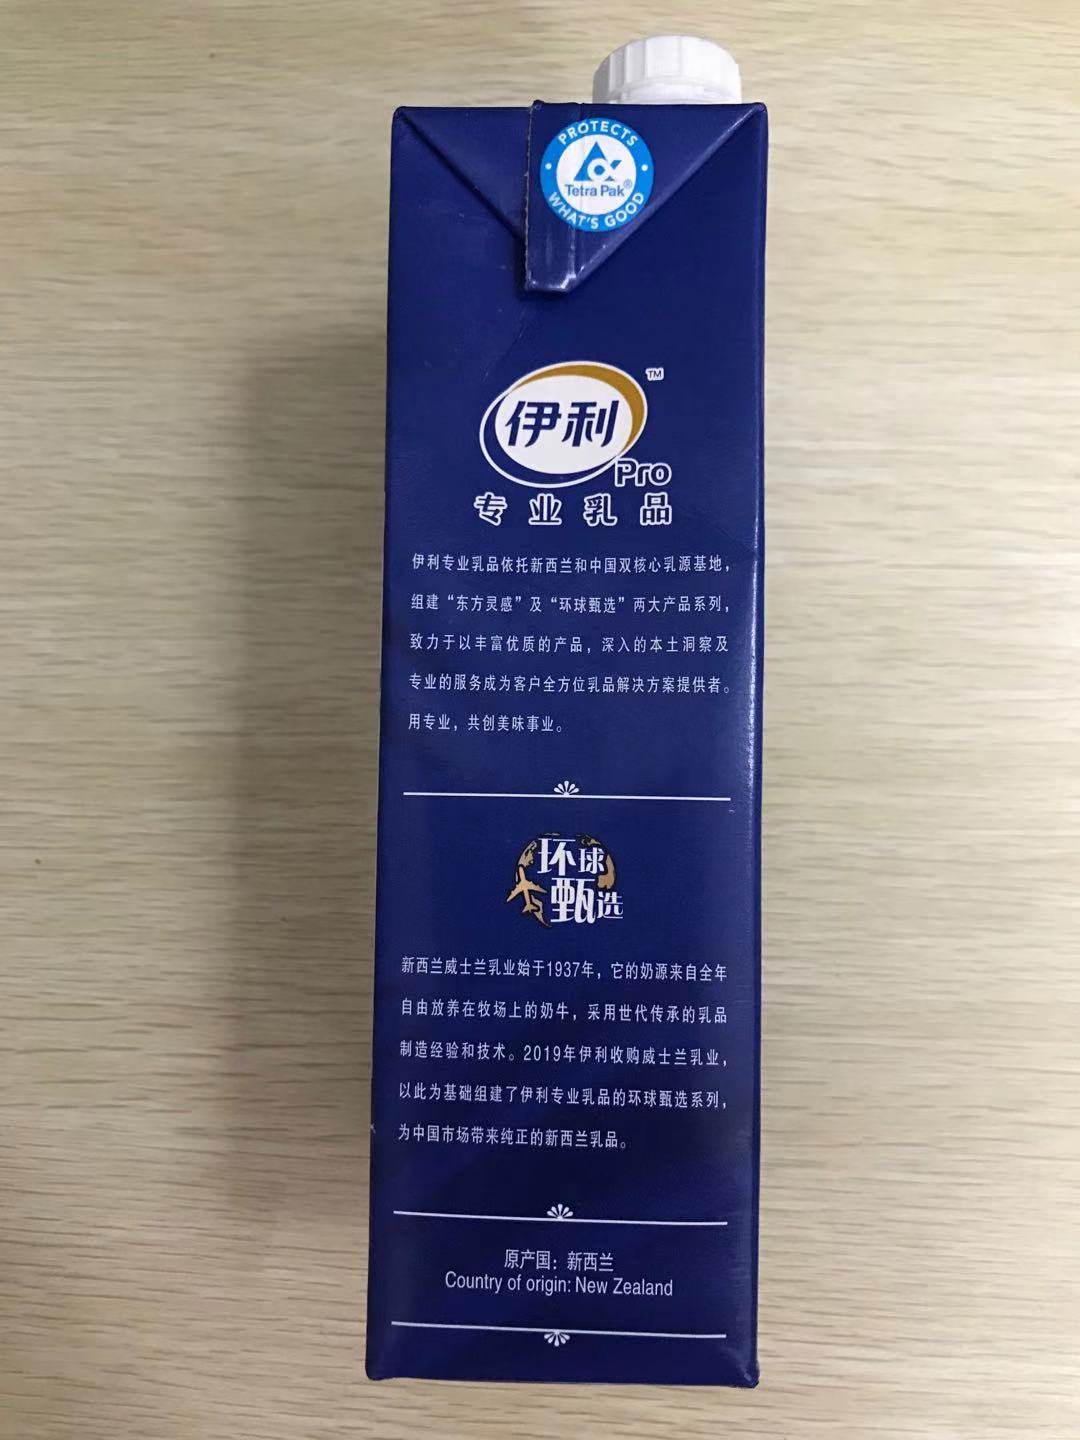 PROTECTS
Tetra Pak®
WHAT'S GOOD
伊利™
Pro
专业乳品
伊利专业乳品依托新西兰和中国双核心乳源基地，
组建“东方灵感”及“环球甄选”两大产品系列，
致力于以丰富优质的产品，深入的本土洞察及
专业的服务成为客户全方位乳品解决方案提供者。
用专业，共创美味事业。
环球
甄选
新西兰威士兰乳业始于1937年，它的奶源来自全年
自由放养在牧场上的奶牛，采用世代传承的乳品
制造经验和技术。2019年伊利收购威士兰乳业，
以此为基础组建了伊利专业乳品的环球甄选系列，
为中国市场带来纯正的新西兰乳品。
原产国：新西兰
Country of origin: New Zealand